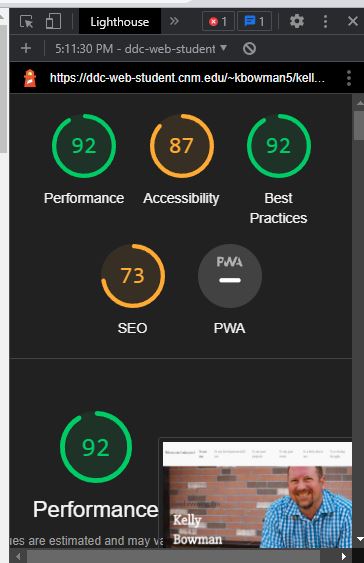 Lighthouse » 1 1
+ 5:11:30 PM - ddc-web-student
https://ddc-web-student.cnm.edu/~kbowman5/kell…
92 87 92
Performance Accessibility Best
Practices
73 PWA
SEO PWA
92
Performance
ues are estimated and may va
Kelly
Bowman